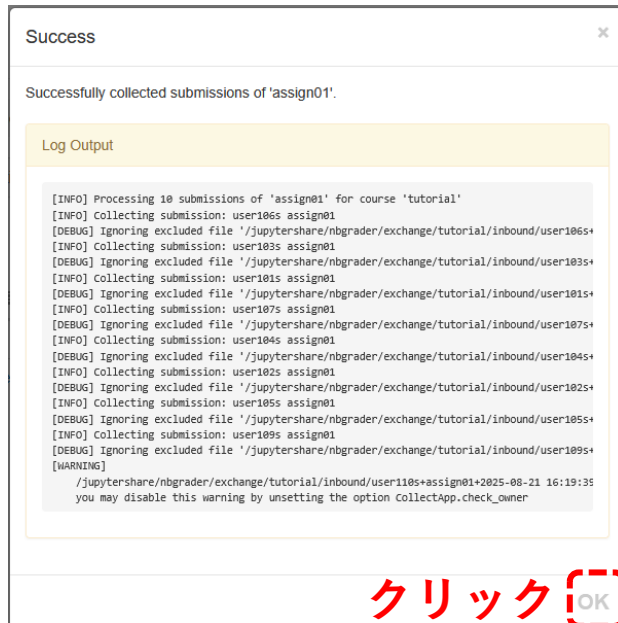 Success ×
Successfully collected submissions of 'assign01'.
Log Output
[INFO] Processing 10 submissions of 'assign01' for course 'tutorial'
[INFO] Collecting submission: user106s assign01
[DEBUG] Ignoring excluded file '/jupytershare/nbgrader/exchange/tutorial/inbound/user106s+
[INFO] Collecting submission: user103s assign01
[DEBUG] Ignoring excluded file '/jupytershare/nbgrader/exchange/tutorial/inbound/user103s+
[INFO] Collecting submission: user101s assign01
[DEBUG] Ignoring excluded file '/jupytershare/nbgrader/exchange/tutorial/inbound/user101s+
[INFO] Collecting submission: user107s assign01
[DEBUG] Ignoring excluded file '/jupytershare/nbgrader/exchange/tutorial/inbound/user107s+
[INFO] Collecting submission: user104s assign01
[DEBUG] Ignoring excluded file '/jupytershare/nbgrader/exchange/tutorial/inbound/user104s+
[INFO] Collecting submission: user102s assign01
[DEBUG] Ignoring excluded file '/jupytershare/nbgrader/exchange/tutorial/inbound/user102s+
[INFO] Collecting submission: user105s assign01
[DEBUG] Ignoring excluded file '/jupytershare/nbgrader/exchange/tutorial/inbound/user105s+
[INFO] Collecting submission: user109s assign01
[DEBUG] Ignoring excluded file '/jupytershare/nbgrader/exchange/tutorial/inbound/user109s+
[WARNING]
/jupytershare/nbgrader/exchange/tutorial/inbound/user110s+assign01+2025-08-21 16:19:39
you may disable this warning by unsetting the option CollectApp.check_owner
クリック OK